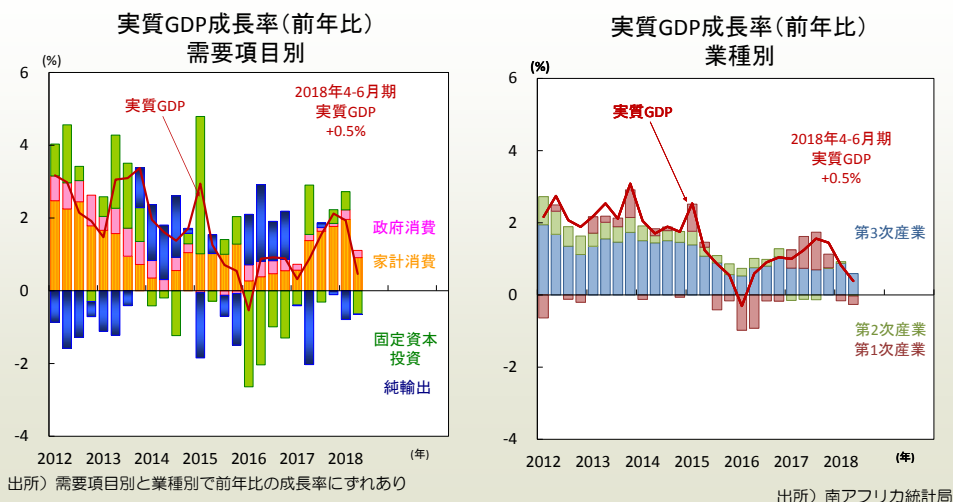 実質GDP成長率（前年比）
需要項目別
(%)
6
4
2
0
-2
-4
実質GDP
2018年4-6月期
実質GDP
+0.5%
政府消費
家計消費
固定資本
投資
純輸出
2012 2013 2014 2015 2016 2017 2018 (年)
出所）需要項目別と業種別で前年比の成長率にずれあり
実質GDP成長率（前年比）
業種別
(%)
6
4
2
0
-2
-4
実質GDP
2018年4-6月期
実質GDP
+0.5%
第3次産業
第2次産業
第1次産業
2012 2013 2014 2015 2016 2017 2018 (年)
出所）南アフリカ統計局